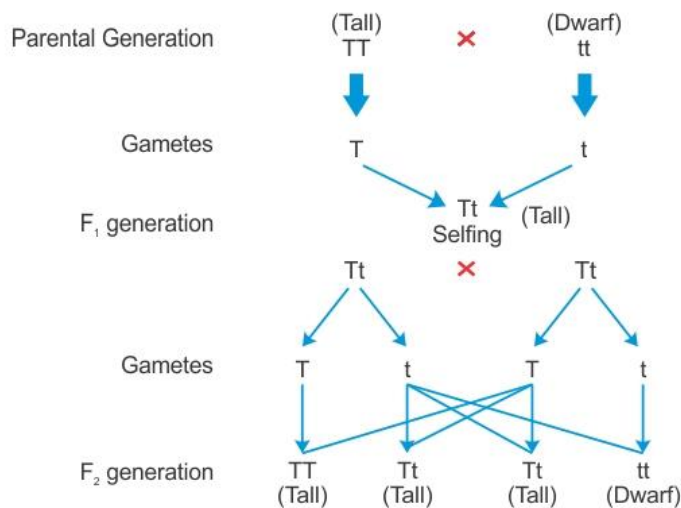 (Tall) (Dwarf)
Parental Generation TT × tt
Gametes T t
Tt (Tall)
F₁ generation Selfing
Tt × Tt
Gametes T t T t
F₂ generation TT Tt Tt tt
(Tall) (Tall) (Tall) (Dwarf)